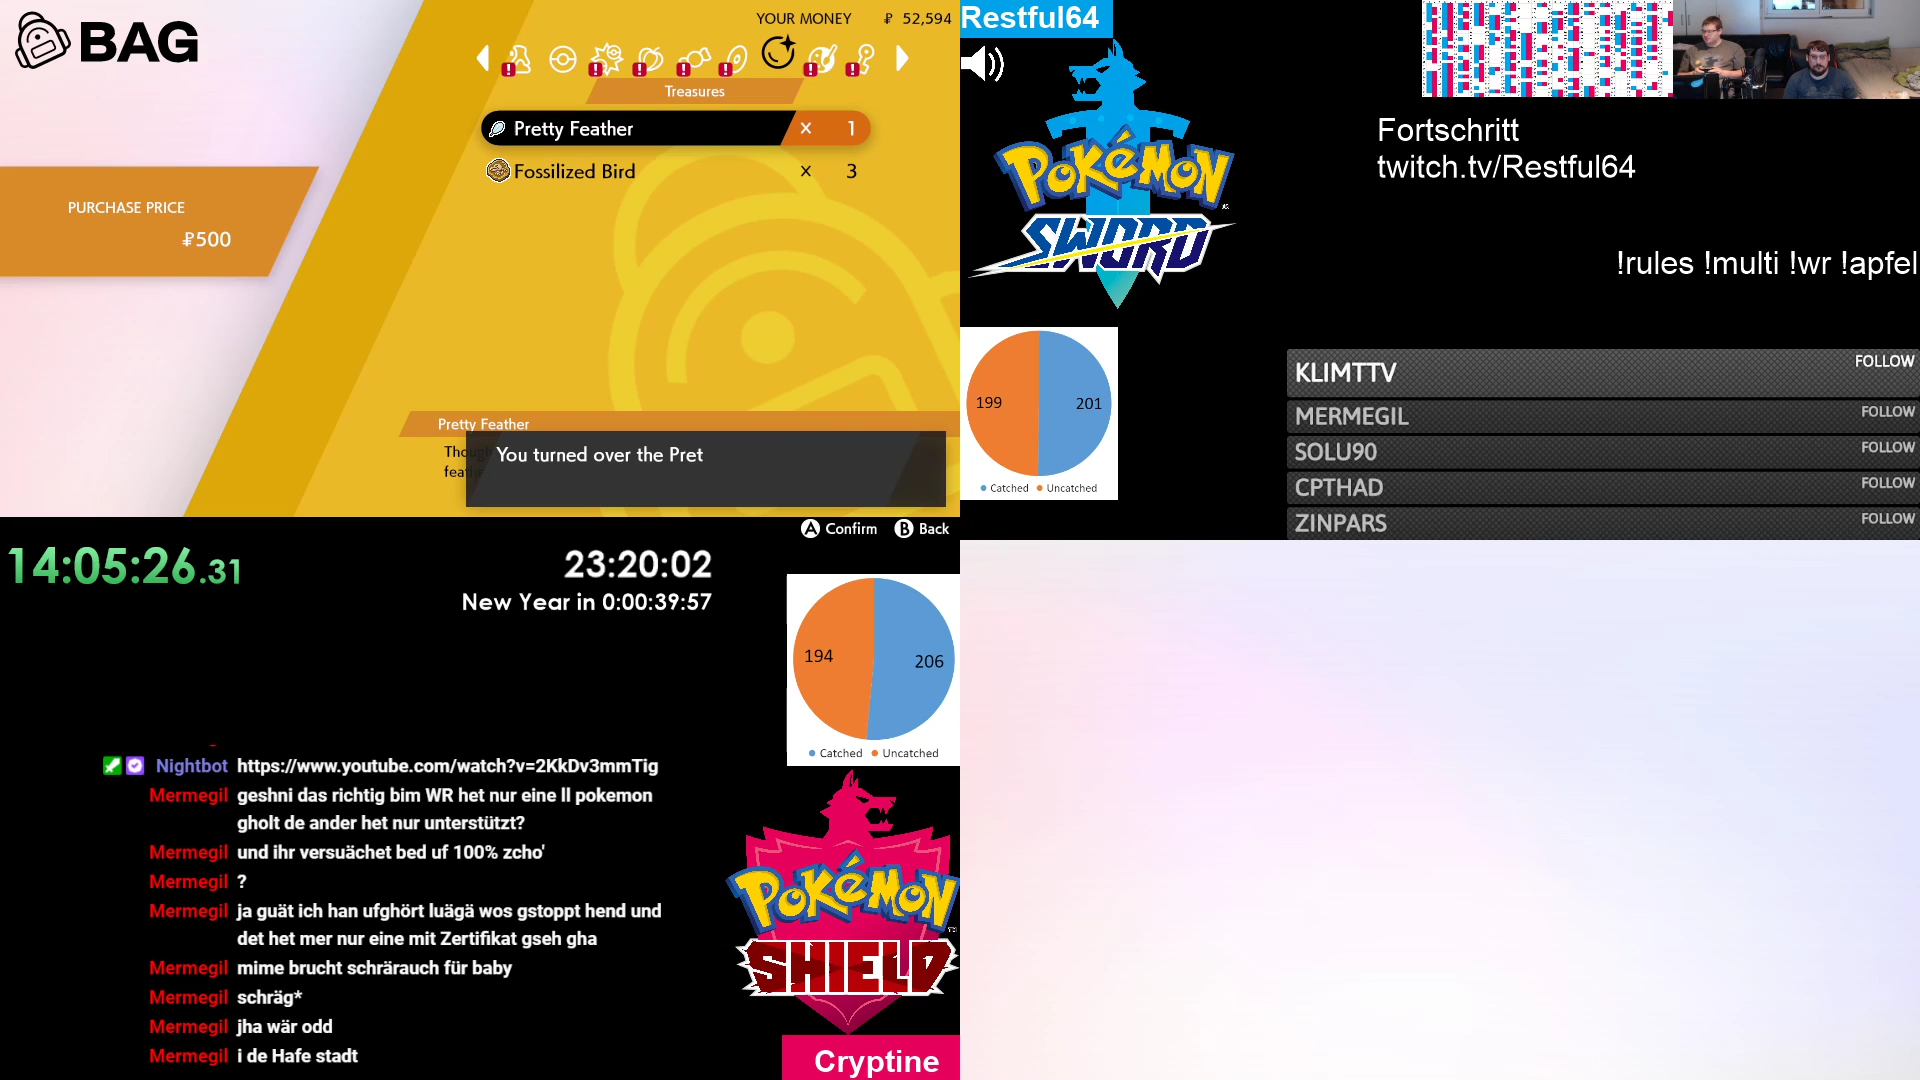 BAG
YOUR MONEY ₽ 52,594
Treasures
Pretty Feather × 1
Fossilized Bird × 3
PURCHASE PRICE
₽500
Pretty Feather
You turned over the Pret
A Confirm B Back
Restful64
POKéMON
SWORD
Fortschritt
twitch.tv/Restful64
!rules !multi !wr !apfel
199 201
Catched Uncatched
KLIMTTV FOLLOW
MERMEGIL FOLLOW
SOLU90 FOLLOW
CPTHAD FOLLOW
ZINPARS FOLLOW
14:05:26.31
23:20:02
New Year in 0:00:39:57
194 206
Catched Uncatched
Nightbot https://www.youtube.com/watch?v=2KkDv3mmTig
Mermegil geshni das richtig bim WR het nur eine ll pokemon
gholt de ander het nur unterstützt?
Mermegil und ihr versuächet bed uf 100% zcho'
Mermegil ?
Mermegil ja guät ich han ufghört luägä wos gstoppt hend und
det het mer nur eine mit Zertifikat gseh gha
Mermegil mime brucht schrärauch für baby
Mermegil schräg*
Mermegil jha wär odd
Mermegil i de Hafe stadt
POKéMON
SHIELD
Cryptine